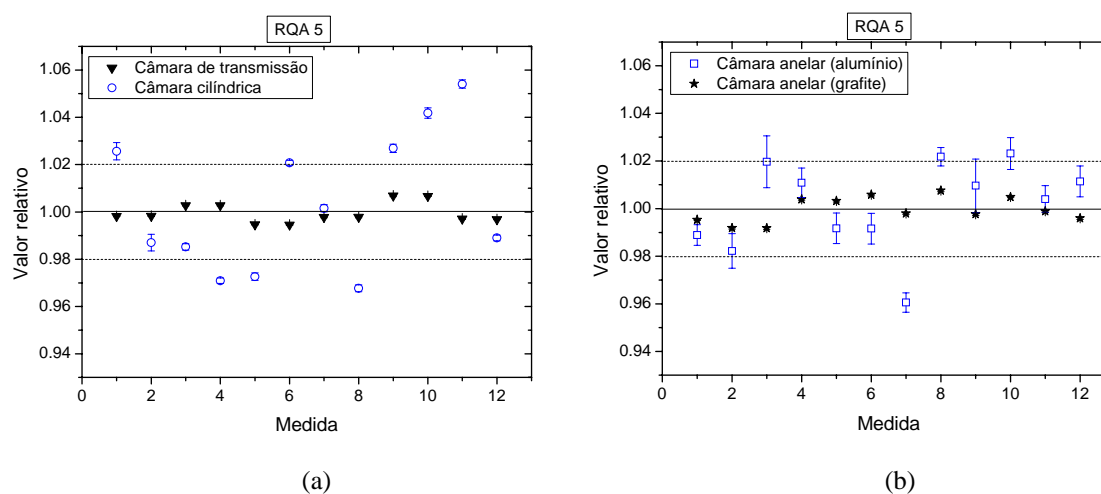 RQA 5
Câmara de transmissão
Câmara cilíndrica
1.06
1.04
1.02
1.00
0.98
0.96
0.94
Valor relativo
0 2 4 6 8 10 12
Medida
(a)
RQA 5
Câmara anelar (alumínio)
Câmara anelar (grafite)
1.06
1.04
1.02
1.00
0.98
0.96
0.94
Valor relativo
0 2 4 6 8 10 12
Medida
(b)